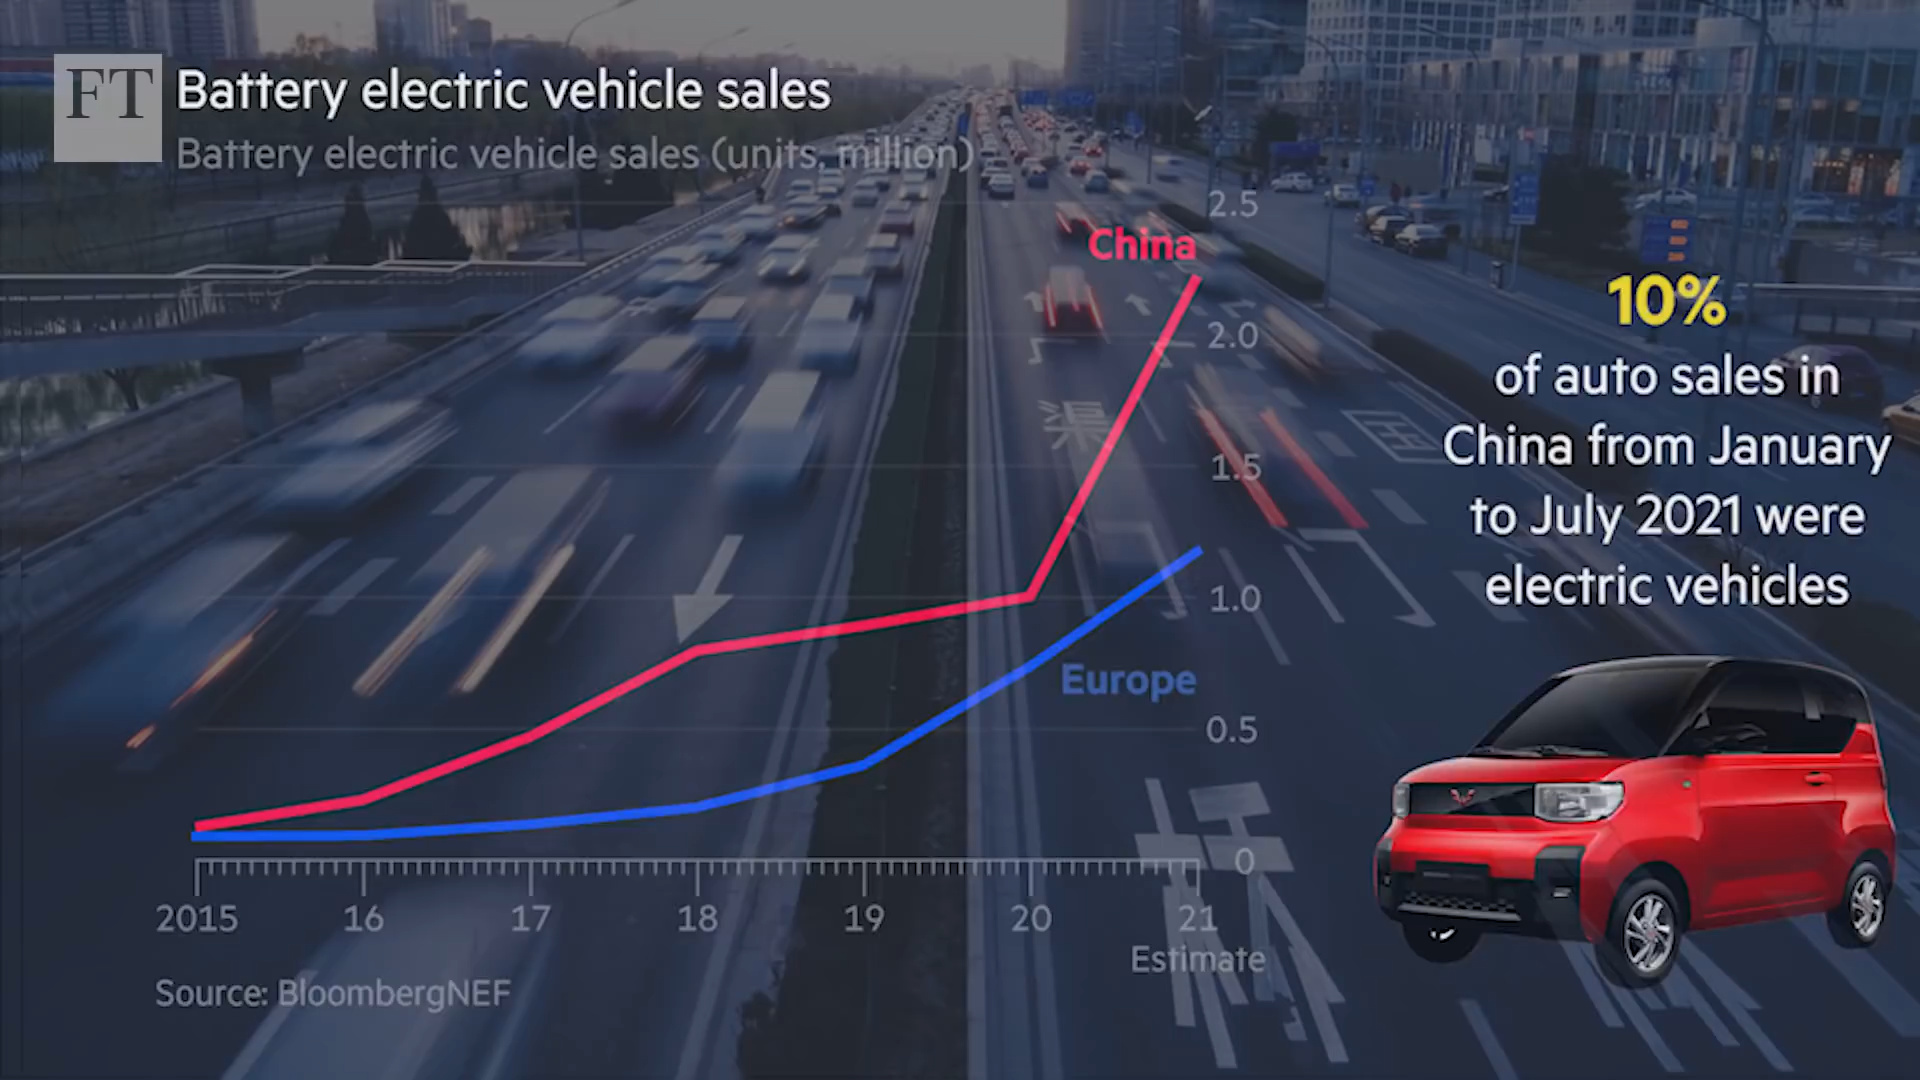 FT
Battery electric vehicle sales
Battery electric vehicle sales (units, million)
2.5
China
2.0
1.5
1.0
Europe
0.5
0
2015 16 17 18 19 20 21
Estimate
Source: BloombergNEF
10%
of auto sales in
China from January
to July 2021 were
electric vehicles